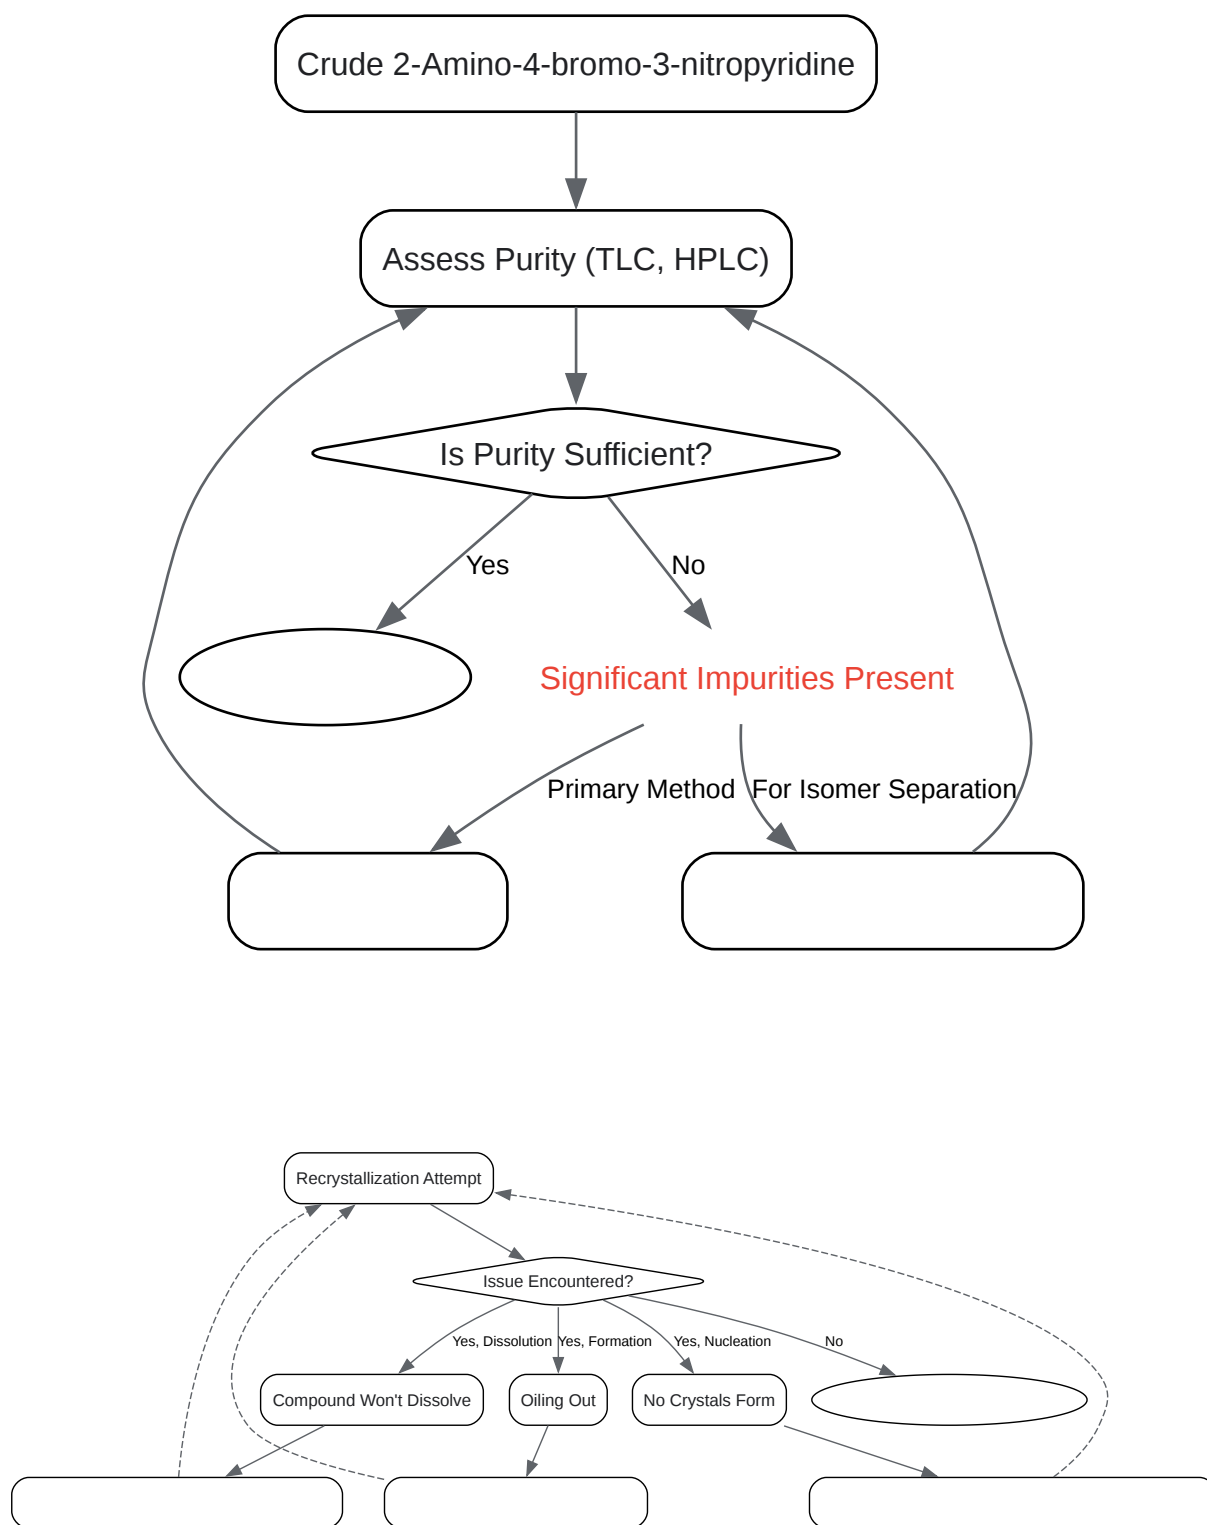 Crude 2-Amino-4-bromo-3-nitropyridine
Assess Purity (TLC, HPLC)
Is Purity Sufficient?
Yes
No
Significant Impurities Present
Primary Method
For Isomer Separation
Recrystallization Attempt
Issue Encountered?
Yes, Dissolution
Yes, Formation
Yes, Nucleation
No
Compound Won't Dissolve
Oiling Out
No Crystals Form